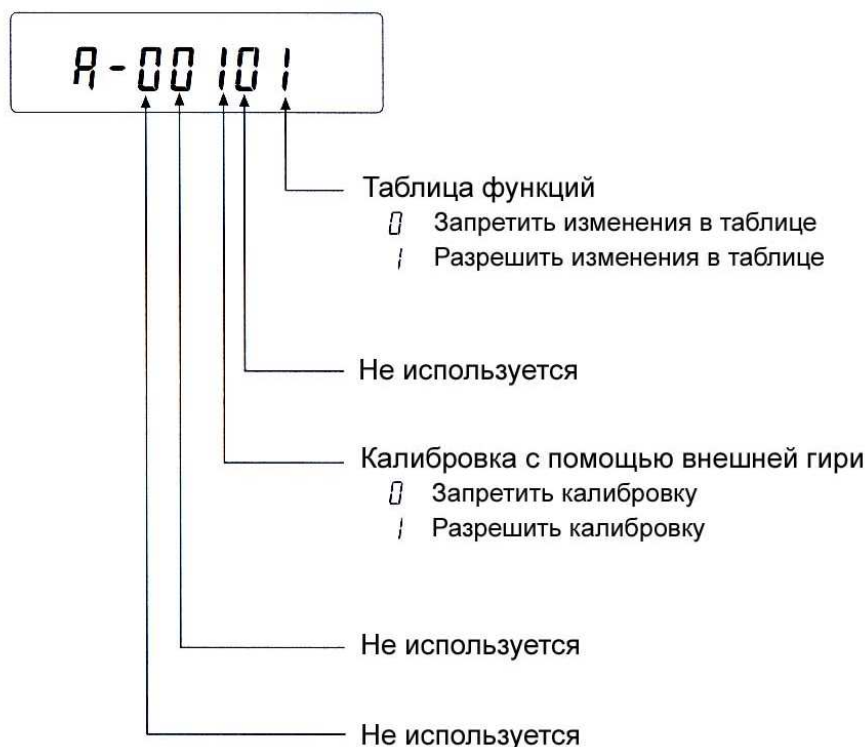 A-00101
Таблица функций
0 Запретить изменения в таблице
1 Разрешить изменения в таблице
Не используется
Калибровка с помощью внешней гири
0 Запретить калибровку
1 Разрешить калибровку
Не используется
Не используется